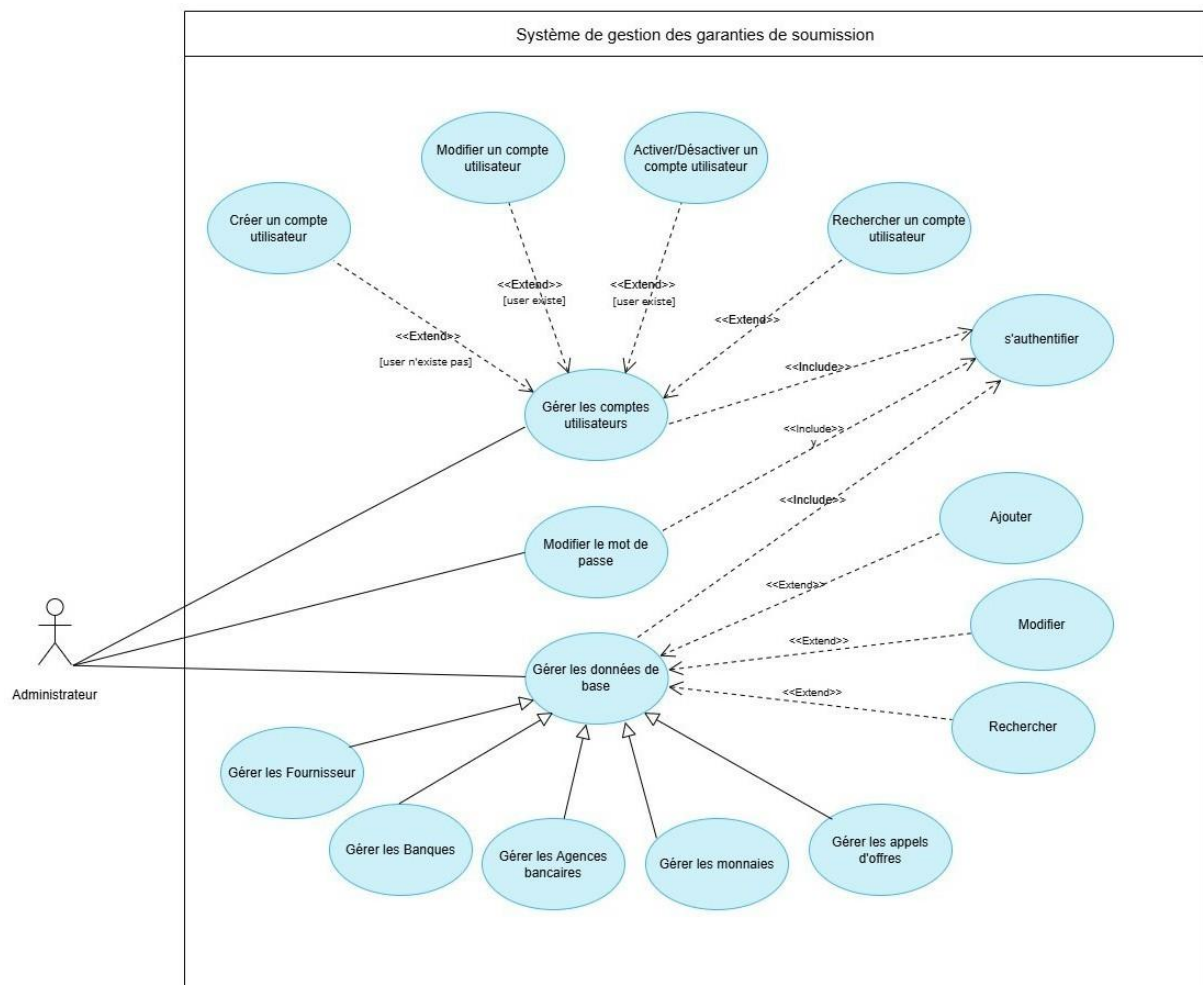 Système de gestion des garanties de soumission
Modifier un compte
utilisateur
Activer/Désactiver un
compte utilisateur
Créer un compte
utilisateur
Rechercher un compte
utilisateur
<<Extend>>
[user existe]
<<Extend>>
[user existe]
<<Extend>>
<<Extend>>
[user n'existe pas]
s'authentifier
<<Include>>
Gérer les comptes
utilisateurs
<<Include>>
y
<<Include>>
Ajouter
Modifier le mot de
passe
<<Extend>>
Modifier
<<Extend>>
Gérer les données de
base
<<Extend>>
Rechercher
Administrateur
Gérer les Fournisseur
Gérer les Banques
Gérer les Agences
bancaires
Gérer les monnaies
Gérer les appels
d'offres